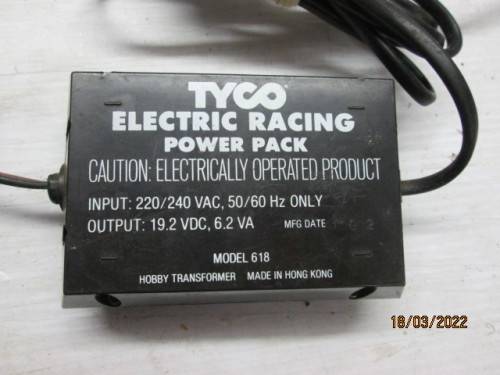 TYCO
ELECTRIC RACING
POWER PACK
CAUTION: ELECTRICALLY OPERATED PRODUCT
INPUT: 220/240 VAC, 50/60 Hz ONLY
OUTPUT: 19.2 VDC, 6.2 VA MFG DATE
MODEL 618
HOBBY TRANSFORMER MADE IN HONG KONG
18/03/2022